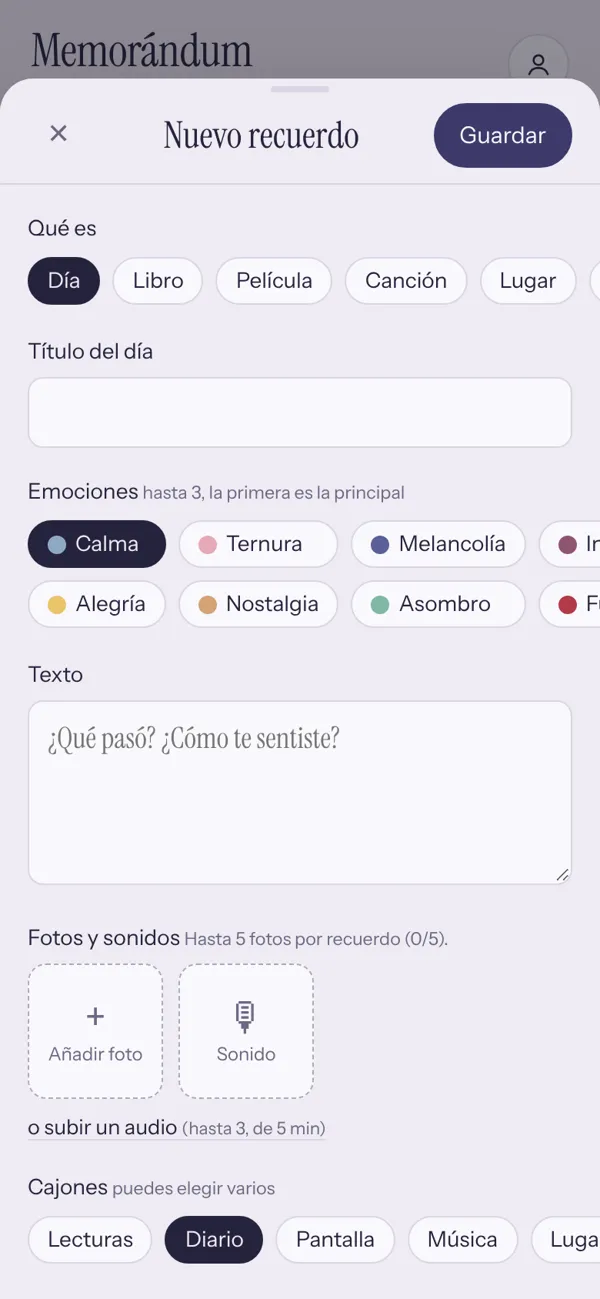 Memorándum
Nuevo recuerdo
Guardar
Qué es
Día Libro Película Canción Lugar
Título del día
Emociones hasta 3, la primera es la principal
Calma Ternura Melancolía
Alegría Nostalgia Asombro
Texto
¿Qué pasó? ¿Cómo te sentiste?
Fotos y sonidos Hasta 5 fotos por recuerdo (0/5).
+
Añadir foto Sonido
o subir un audio (hasta 3, de 5 min)
Cajones puedes elegir varios
Lecturas Diario Pantalla Música